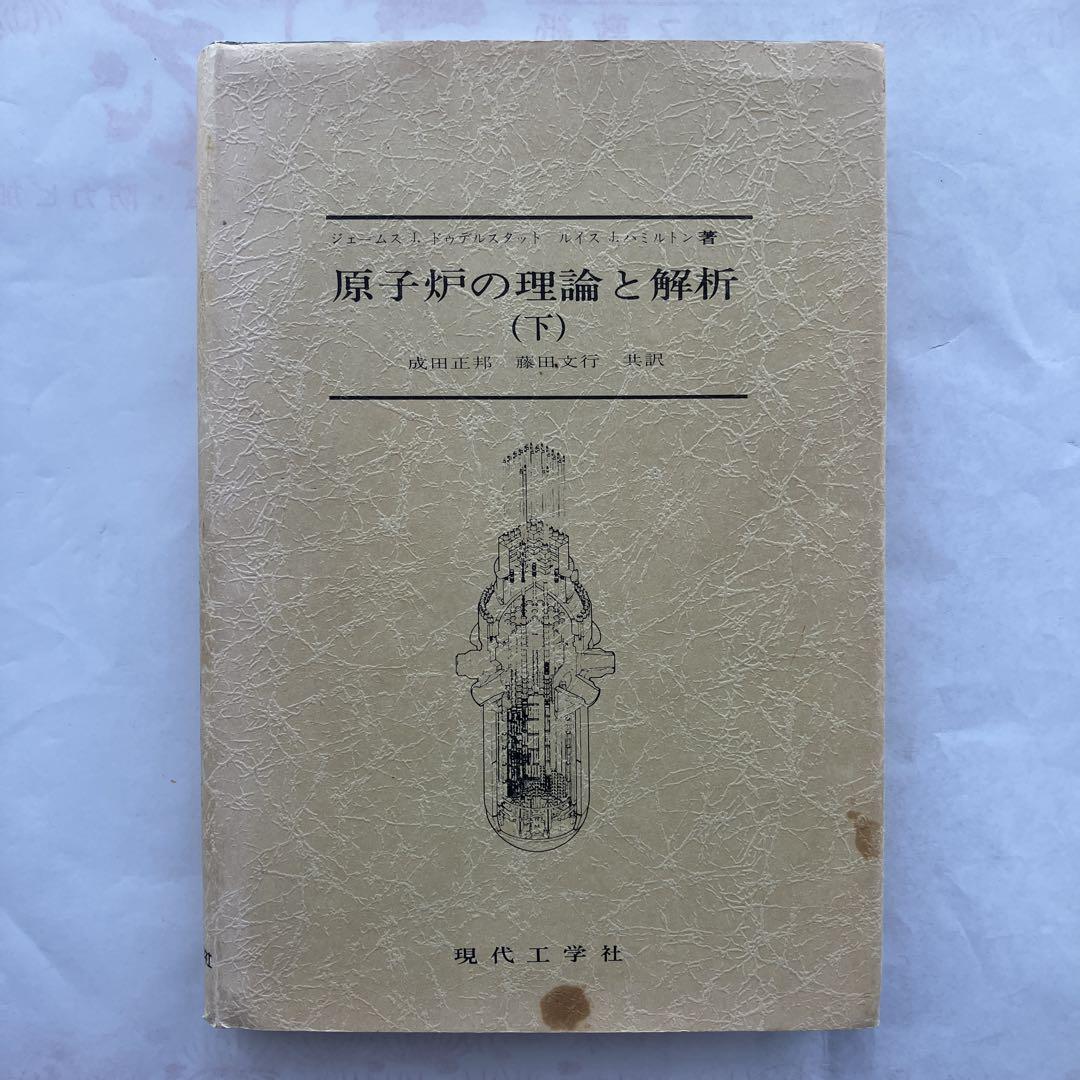 ジェームス J. ドゥデルスタット ルイス J. ハミルトン 著
原子炉の理論と解析
(下)
成田正邦 藤田文行 共訳
現代工学社
社